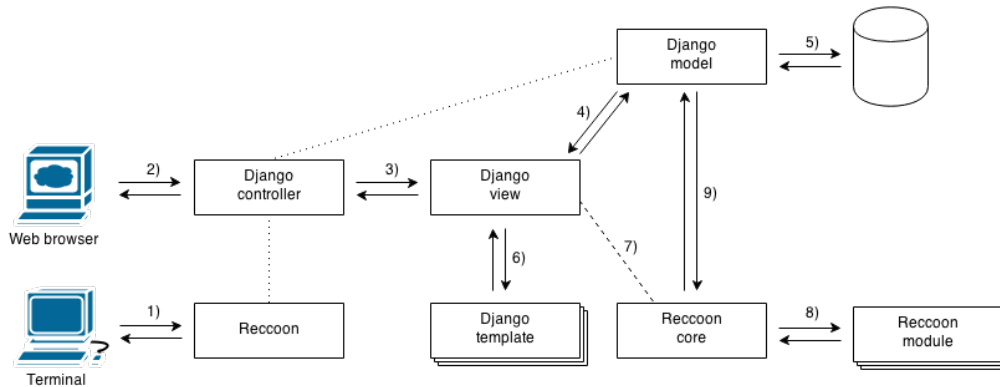 Django
model
5)
4)
2)
Django
controller
3)
Django
view
9)
Web browser
6)
7)
1)
Reccoon
Django
template
Reccoon
core
8)
Reccoon
module
Terminal